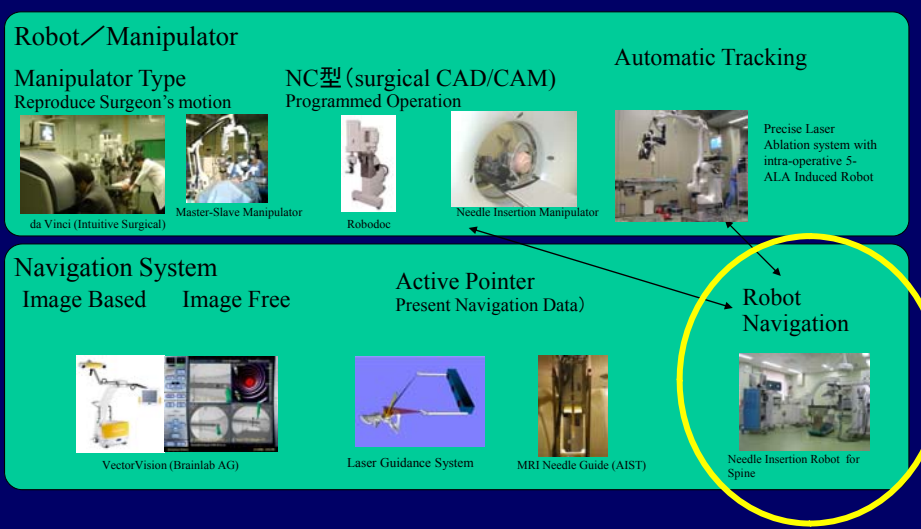 Robot／Manipulator
Manipulator Type
Reproduce Surgeon's motion
NC型(surgical CAD/CAM)
Programmed Operation
Automatic Tracking
da Vinci (Intuitive Surgical)
Master-Slave Manipulator
Robodoc
Needle Insertion Manipulator
Precise Laser
Ablation system with
intra-operative 5-
ALA Induced Robot
Navigation System
Image Based
Image Free
Active Pointer
Present Navigation Data）
Robot
Navigation
VectorVision (Brainlab AG)
Laser Guidance System
MRI Needle Guide (AIST)
Needle Insertion Robot for
Spine